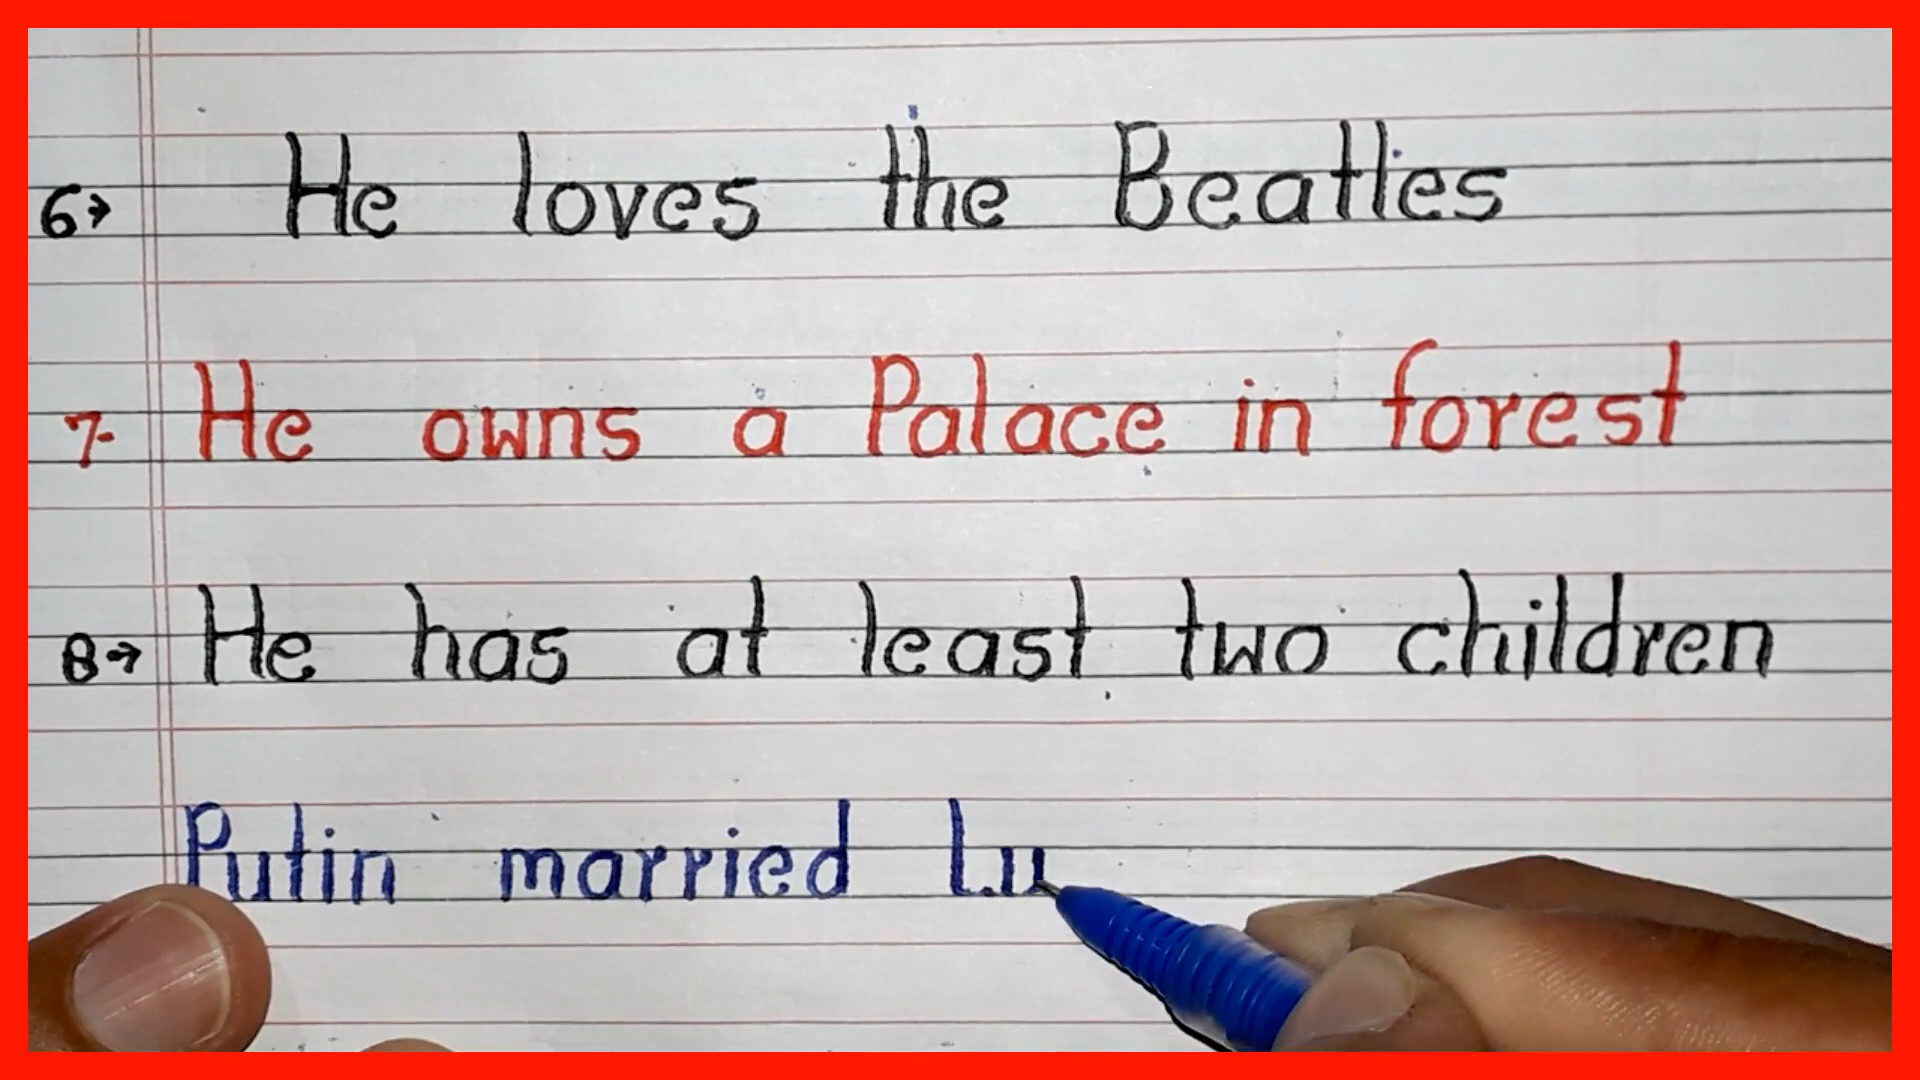 6→ He loves the Beatles
7- He owns a Palace in forest
8→ He has at least two children
Putin married Lu